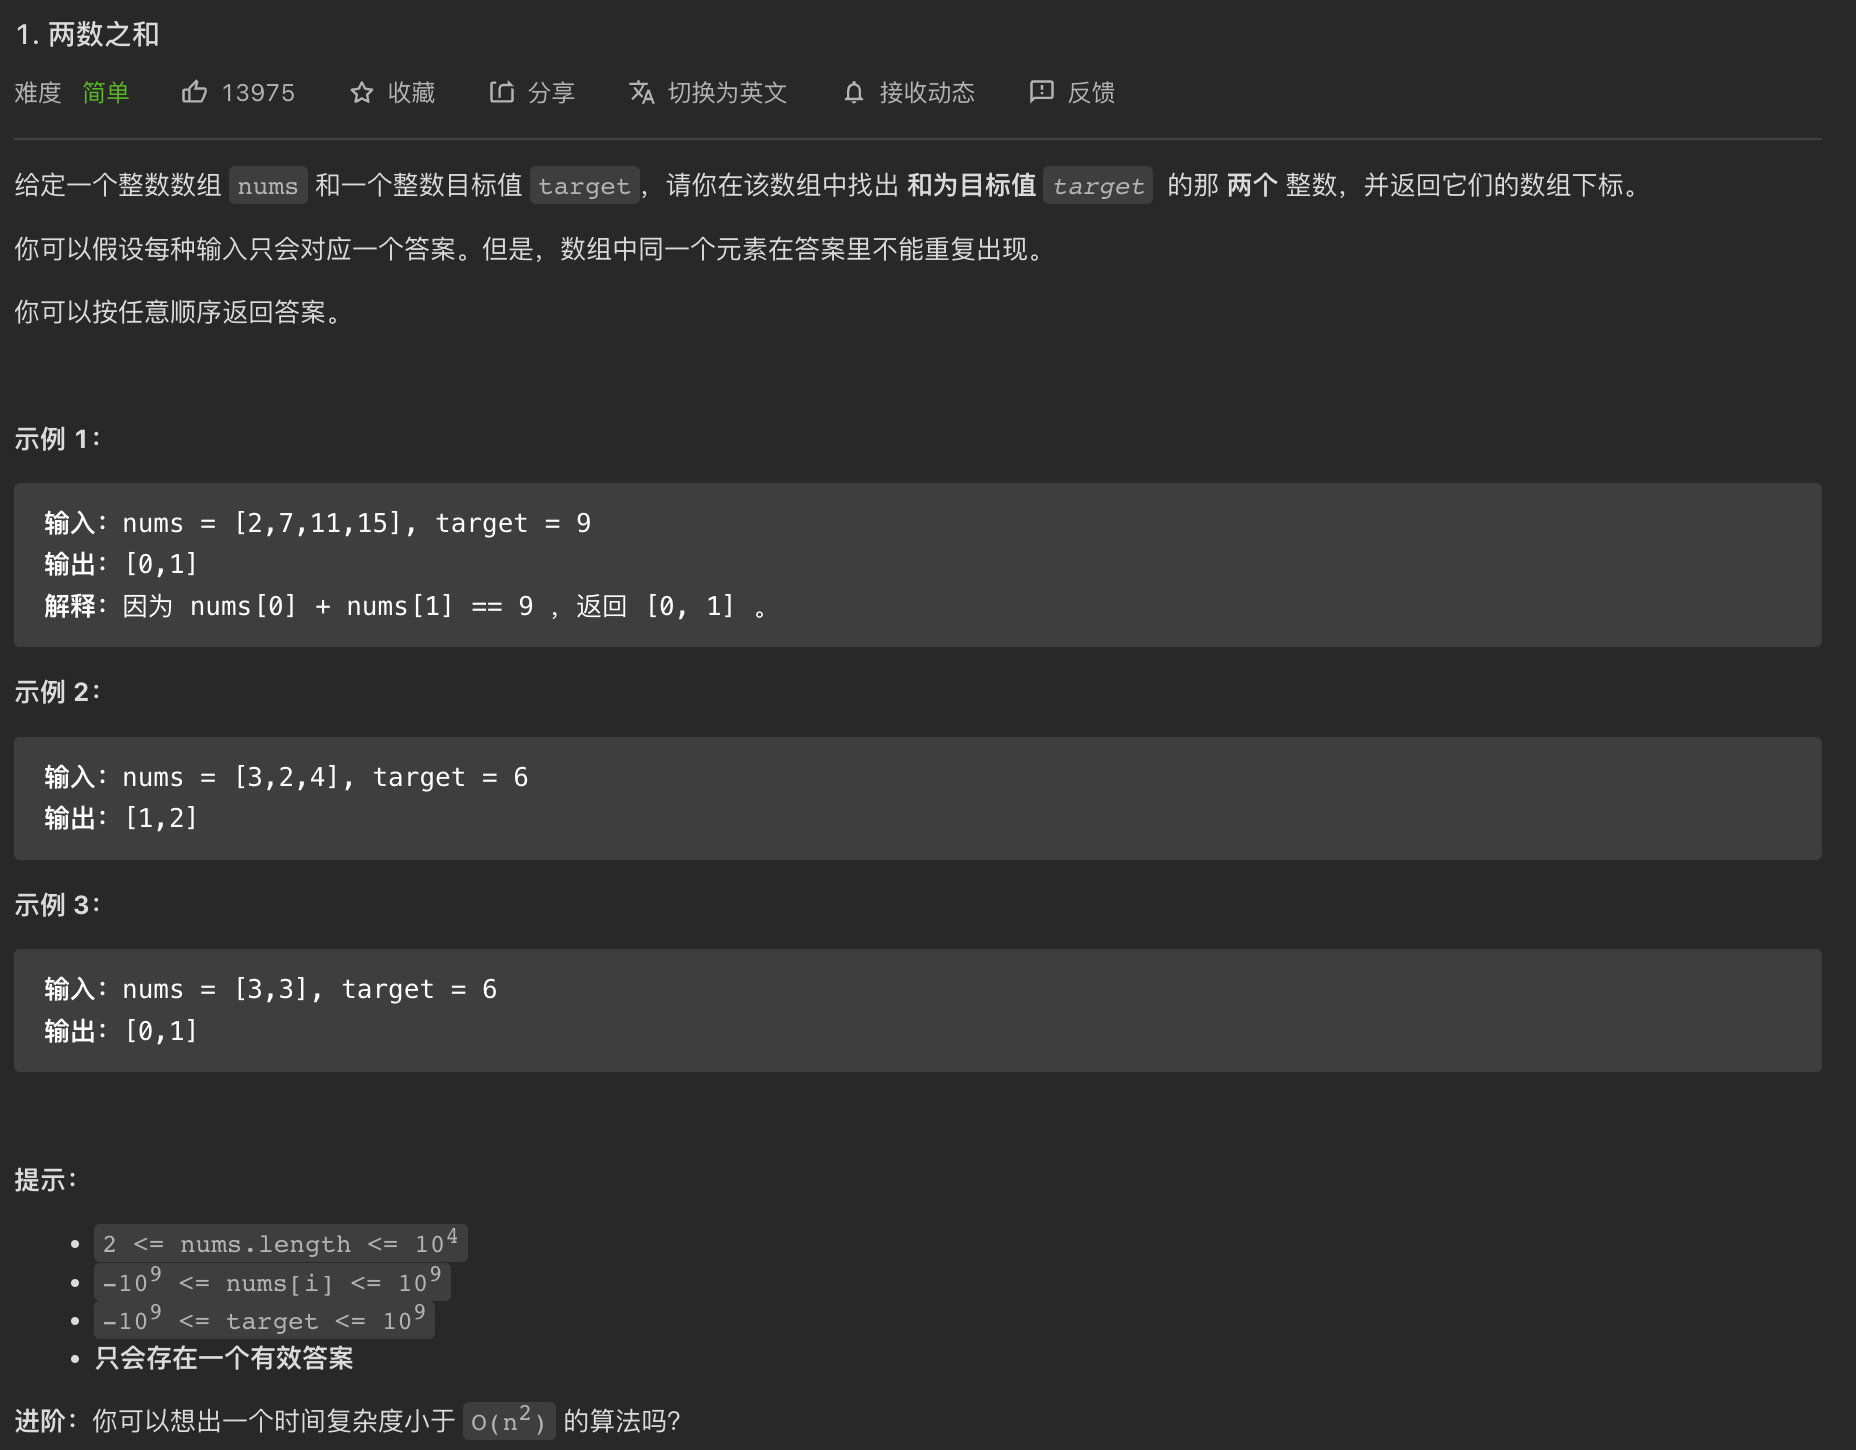 1. 两数之和
难度 简单 13975 收藏 分享 切换为英文 接收动态 反馈
给定一个整数数组 nums 和一个整数目标值 target，请你在该数组中找出 和为目标值 target 的那 两个 整数，并返回它们的数组下标。
你可以假设每种输入只会对应一个答案。但是，数组中同一个元素在答案里不能重复出现。
你可以按任意顺序返回答案。
示例 1：
输入：nums = [2,7,11,15], target = 9
输出：[0,1]
解释：因为 nums[0] + nums[1] == 9 ，返回 [0, 1] 。
示例 2：
输入：nums = [3,2,4], target = 6
输出：[1,2]
示例 3：
输入：nums = [3,3], target = 6
输出：[0,1]
提示：
• 2 <= nums.length <= 10⁴
• -10⁹ <= nums[i] <= 10⁹
• -10⁹ <= target <= 10⁹
• 只会存在一个有效答案
进阶：你可以想出一个时间复杂度小于 O(n²) 的算法吗？